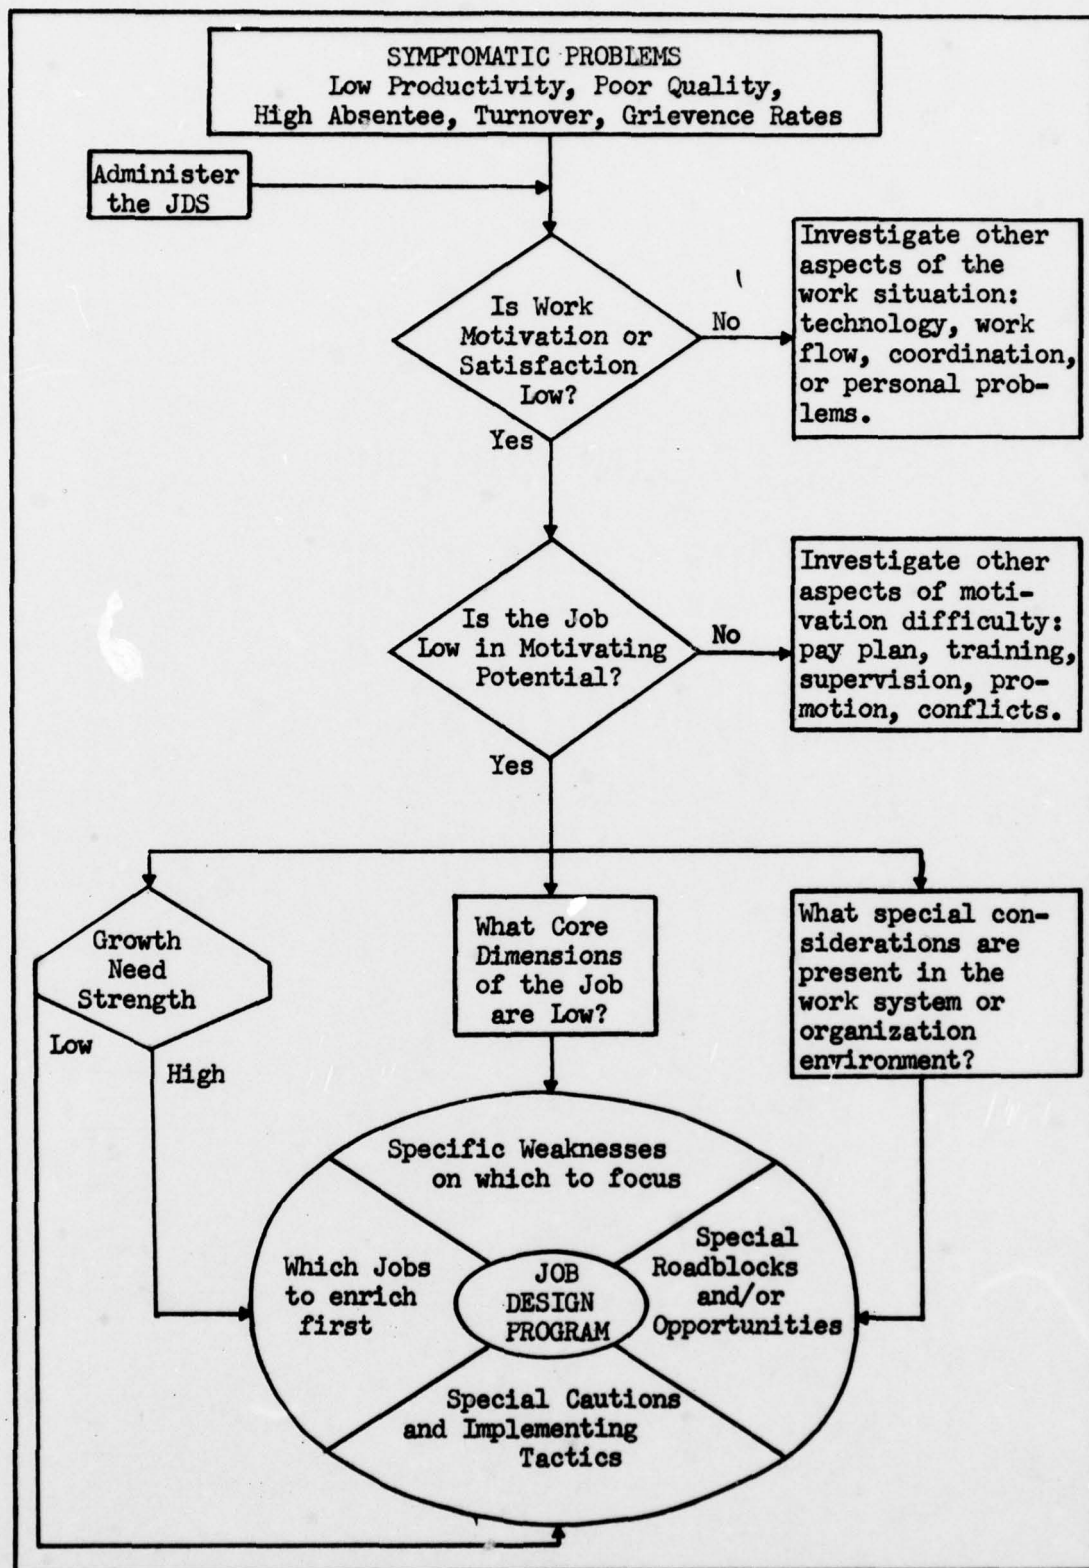 SYMPTOMATIC PROBLEMS
Low Productivity, Poor Quality,
High Absentee, Turnover, Grievence Rates
Administer
the JDS
Is Work
Motivation or
Satisfaction
Low?
No
Investigate other
aspects of the
work situation:
technology, work
flow, coordination,
or personal prob-
lems.
Yes
Is the Job
Low in Motivating
Potential?
No
Investigate other
aspects of moti-
vation difficulty:
pay plan, training,
supervision, pro-
motion, conflicts.
Yes
Growth
Need
Strength
Low
High
What Core
Dimensions
of the Job
are Low?
What special con-
siderations are
present in the
work system or
organization
environment?
Specific Weaknesses
on which to focus
Which Jobs
to enrich
first
JOB
DESIGN
PROGRAM
Special
Roadblocks
and/or
Opportunities
Special Cautions
and Implementing
Tactics